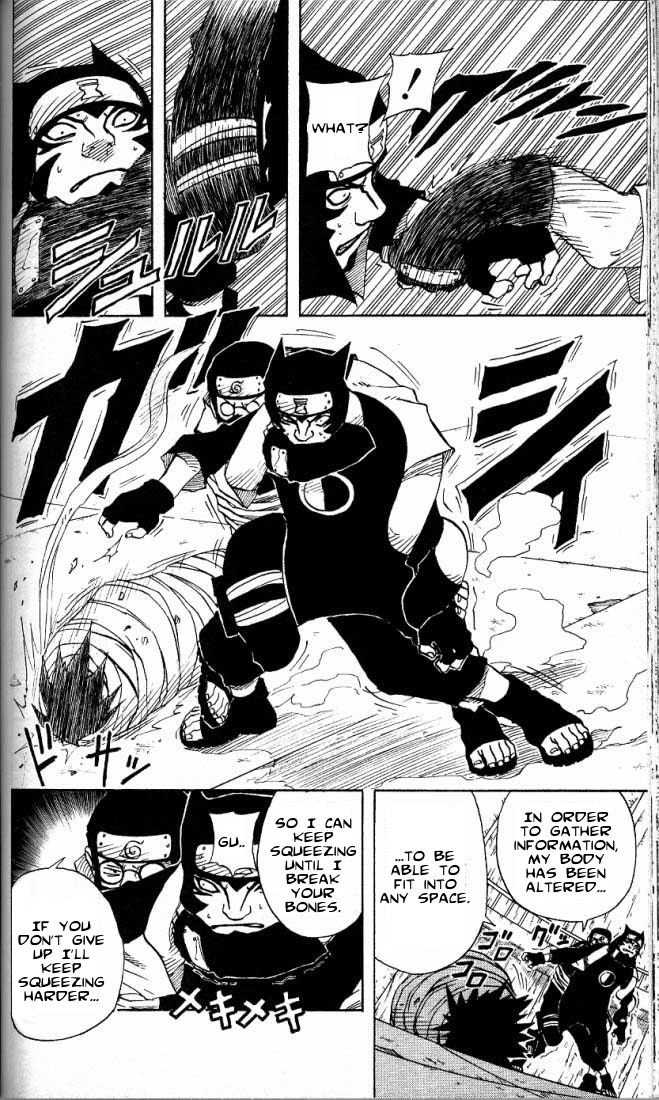 !
WHAT?
シュルルル
ガシィ
ドサッ
IN ORDER
TO GATHER
INFORMATION,
MY BODY
HAS BEEN
ALTERED...
...TO BE
ABLE TO
FIT INTO
ANY SPACE.
グッ
ゴロゴロ
SO I CAN
KEEP
SQUEEZING
UNTIL I
BREAK
YOUR
BONES.
GU..
IF YOU
DON'T GIVE
UP I'LL
KEEP
SQUEEZING
HARDER...
メキメキ